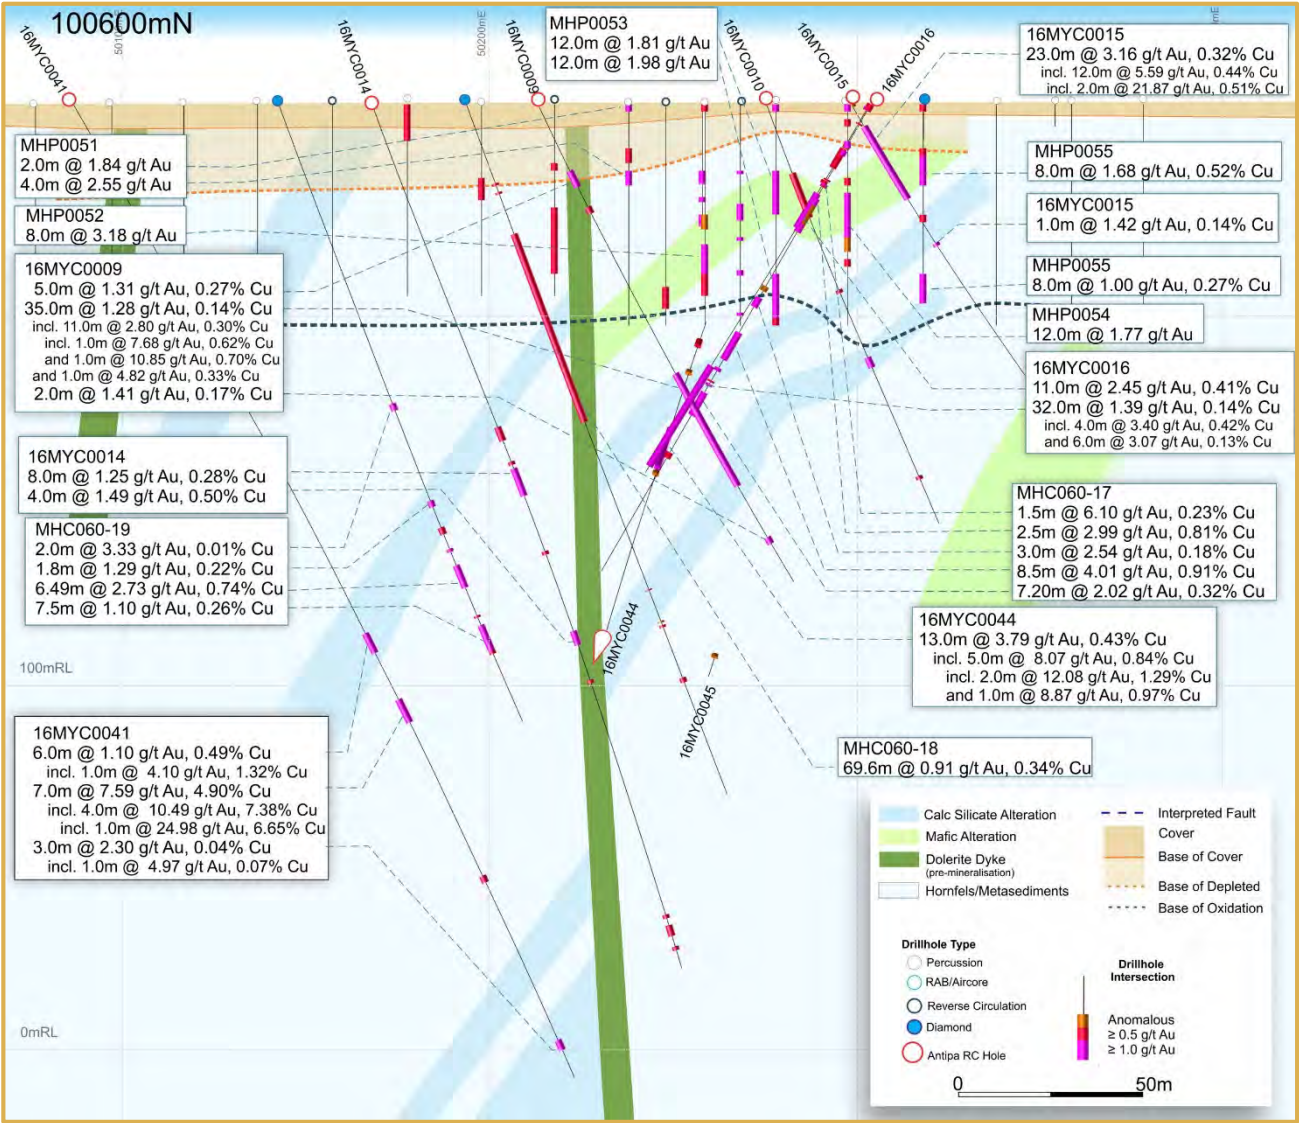 100600mN
5010
50200mE
mE
16MYC0041
16MYC0014
16MYC0009
16MYC0010
16MYC0015
16MYC0016
MHP0053
12.0m @ 1.81 g/t Au
12.0m @ 1.98 g/t Au
16MYC0015
23.0m @ 3.16 g/t Au, 0.32% Cu
incl. 12.0m @ 5.59 g/t Au, 0.44% Cu
incl. 2.0m @ 21.87 g/t Au, 0.51% Cu
MHP0051
2.0m @ 1.84 g/t Au
4.0m @ 2.55 g/t Au
MHP0052
8.0m @ 3.18 g/t Au
16MYC0009
5.0m @ 1.31 g/t Au, 0.27% Cu
35.0m @ 1.28 g/t Au, 0.14% Cu
incl. 11.0m @ 2.80 g/t Au, 0.30% Cu
incl. 1.0m @ 7.68 g/t Au, 0.62% Cu
and 1.0m @ 10.85 g/t Au, 0.70% Cu
and 1.0m @ 4.82 g/t Au, 0.33% Cu
2.0m @ 1.41 g/t Au, 0.17% Cu
16MYC0014
8.0m @ 1.25 g/t Au, 0.28% Cu
4.0m @ 1.49 g/t Au, 0.50% Cu
MHC060-19
2.0m @ 3.33 g/t Au, 0.01% Cu
1.8m @ 1.29 g/t Au, 0.22% Cu
6.49m @ 2.73 g/t Au, 0.74% Cu
7.5m @ 1.10 g/t Au, 0.26% Cu
100mRL
16MYC0041
6.0m @ 1.10 g/t Au, 0.49% Cu
incl. 1.0m @ 4.10 g/t Au, 1.32% Cu
7.0m @ 7.59 g/t Au, 4.90% Cu
incl. 4.0m @ 10.49 g/t Au, 7.38% Cu
incl. 1.0m @ 24.98 g/t Au, 6.65% Cu
3.0m @ 2.30 g/t Au, 0.04% Cu
incl. 1.0m @ 4.97 g/t Au, 0.07% Cu
0mRL
MHP0055
8.0m @ 1.68 g/t Au, 0.52% Cu
16MYC0015
1.0m @ 1.42 g/t Au, 0.14% Cu
MHP0055
8.0m @ 1.00 g/t Au, 0.27% Cu
MHP0054
12.0m @ 1.77 g/t Au
16MYC0016
11.0m @ 2.45 g/t Au, 0.41% Cu
32.0m @ 1.39 g/t Au, 0.14% Cu
incl. 4.0m @ 3.40 g/t Au, 0.42% Cu
and 6.0m @ 3.07 g/t Au, 0.13% Cu
MHC060-17
1.5m @ 6.10 g/t Au, 0.23% Cu
2.5m @ 2.99 g/t Au, 0.81% Cu
3.0m @ 2.54 g/t Au, 0.18% Cu
8.5m @ 4.01 g/t Au, 0.91% Cu
7.20m @ 2.02 g/t Au, 0.32% Cu
16MYC0044
13.0m @ 3.79 g/t Au, 0.43% Cu
incl. 5.0m @ 8.07 g/t Au, 0.84% Cu
incl. 2.0m @ 12.08 g/t Au, 1.29% Cu
and 1.0m @ 8.87 g/t Au, 0.97% Cu
16MYC0044
16MYC0045
MHC060-18
69.6m @ 0.91 g/t Au, 0.34% Cu
Calc Silicate Alteration
Mafic Alteration
Dolerite Dyke
(pre-mineralisation)
Hornfels/Metasediments
Interpreted Fault
Cover
Base of Cover
Base of Depleted
Base of Oxidation
Drillhole Type
Percussion
RAB/Aircore
Reverse Circulation
Diamond
Antipa RC Hole
Drillhole
Intersection
Anomalous
≥ 0.5 g/t Au
≥ 1.0 g/t Au
0 50m